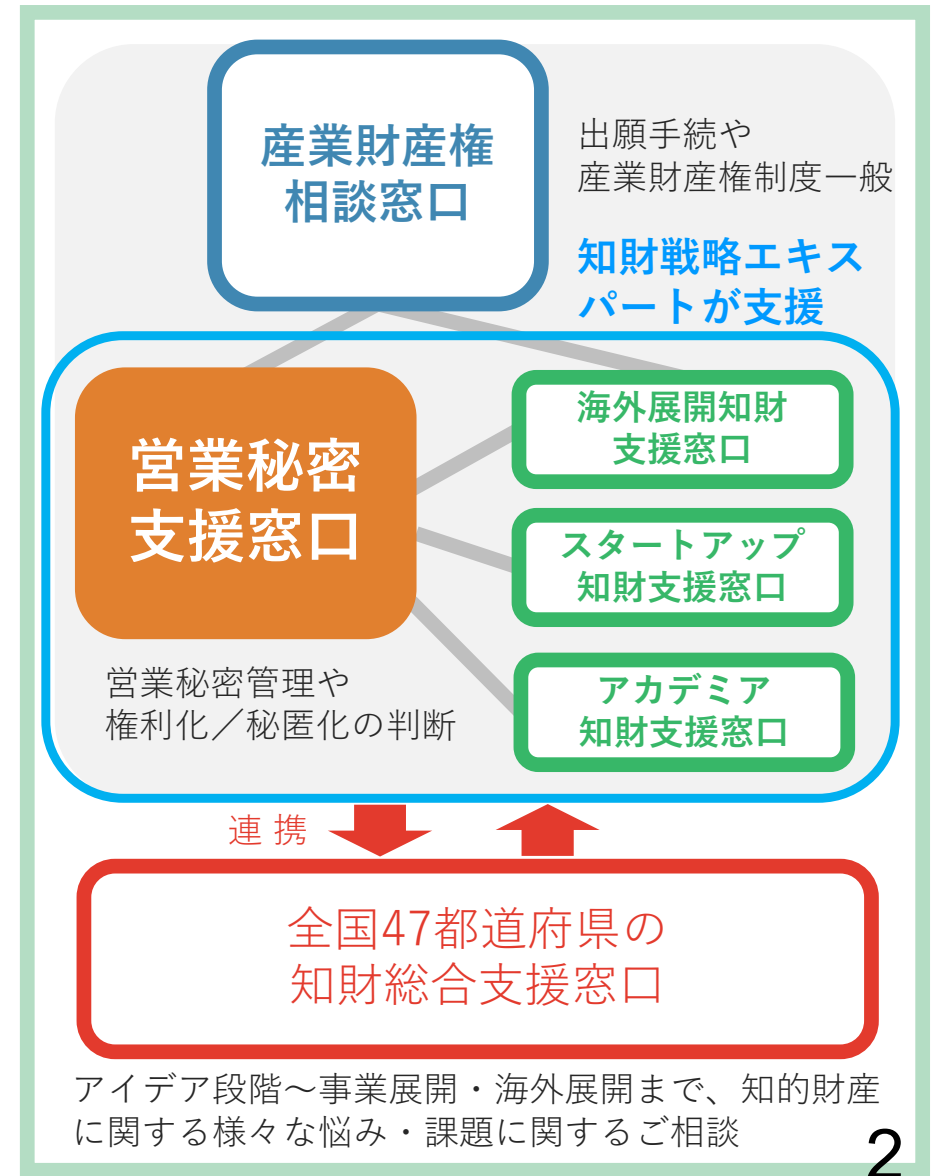 産業財産権
相談窓口
出願手続や
産業財産権制度一般
知財戦略エキス
パートが支援
営業秘密
支援窓口
海外展開知財
支援窓口
スタートアップ
知財支援窓口
アカデミア
知財支援窓口
営業秘密管理や
権利化／秘匿化の判断
連 携
全国47都道府県の
知財総合支援窓口
アイデア段階～事業展開・海外展開まで、知的財産
に関する様々な悩み・課題に関するご相談
2